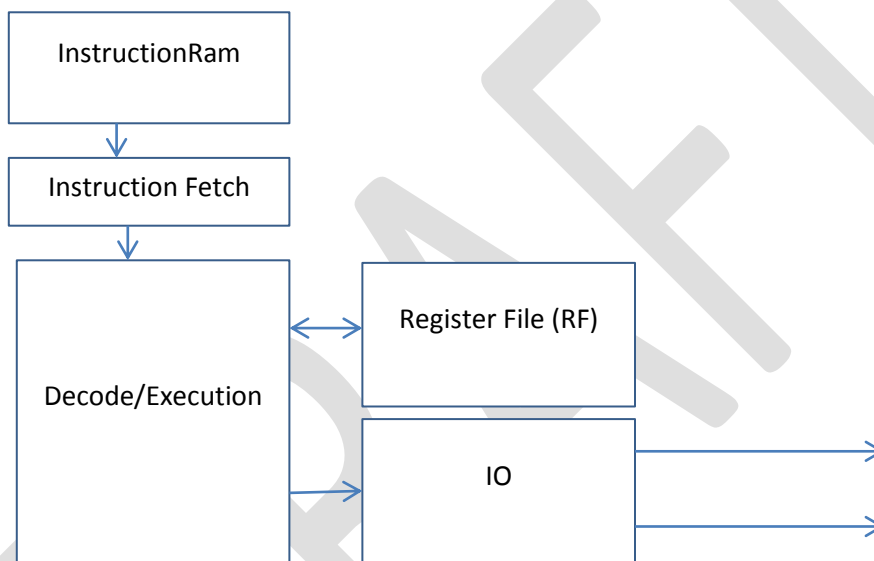 InstructionRam
Instruction Fetch
Register File (RF)
Decode/Execution
IO